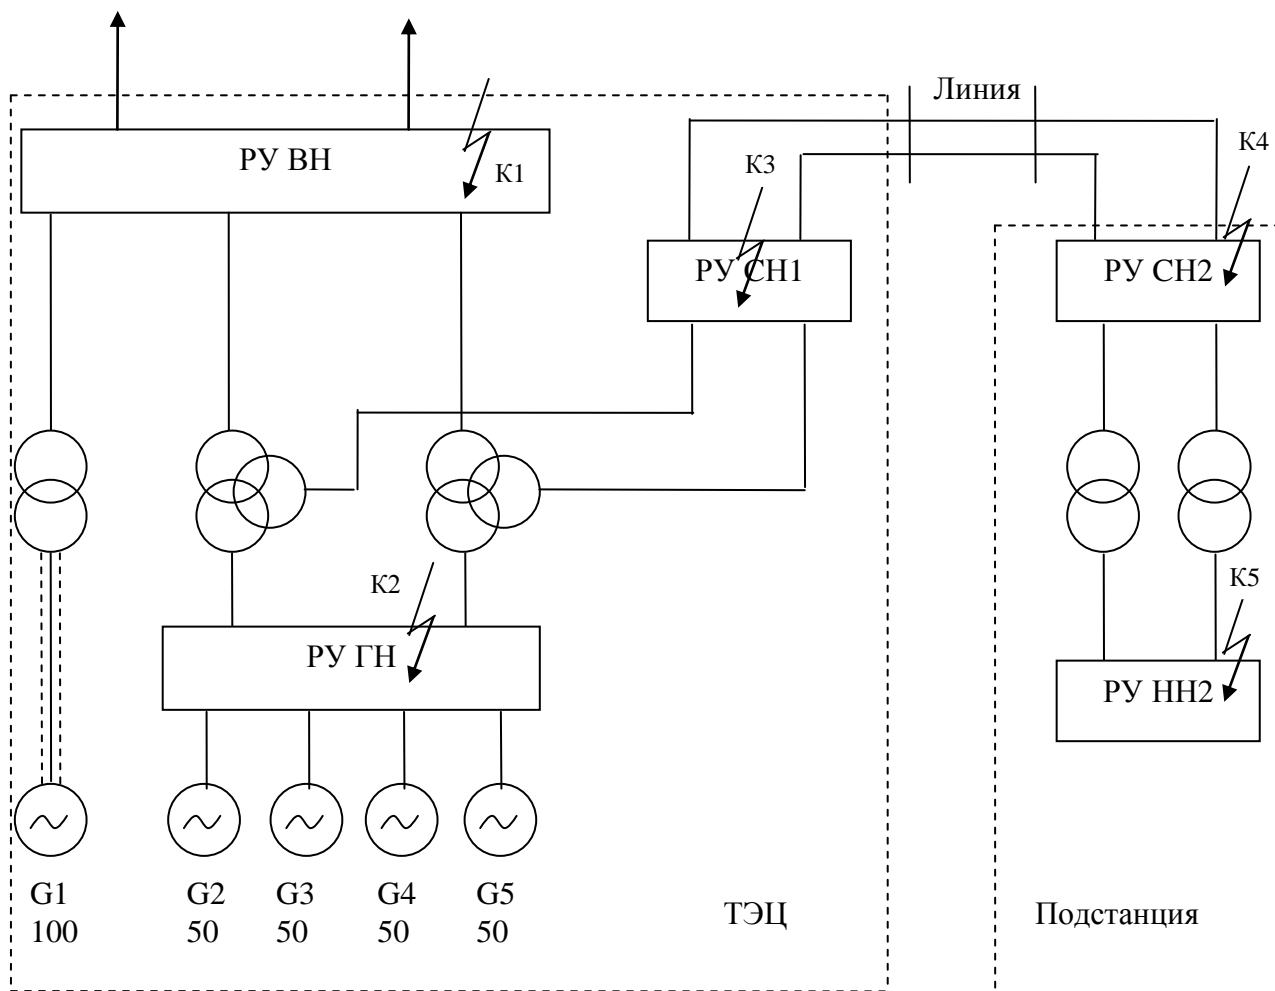 Линия
РУ ВН
К1
К3
К4
РУ СН1
РУ СН2
К2
К5
РУ ГН
РУ НН2
G1
100
G2
50
G3
50
G4
50
G5
50
ТЭЦ
Подстанция